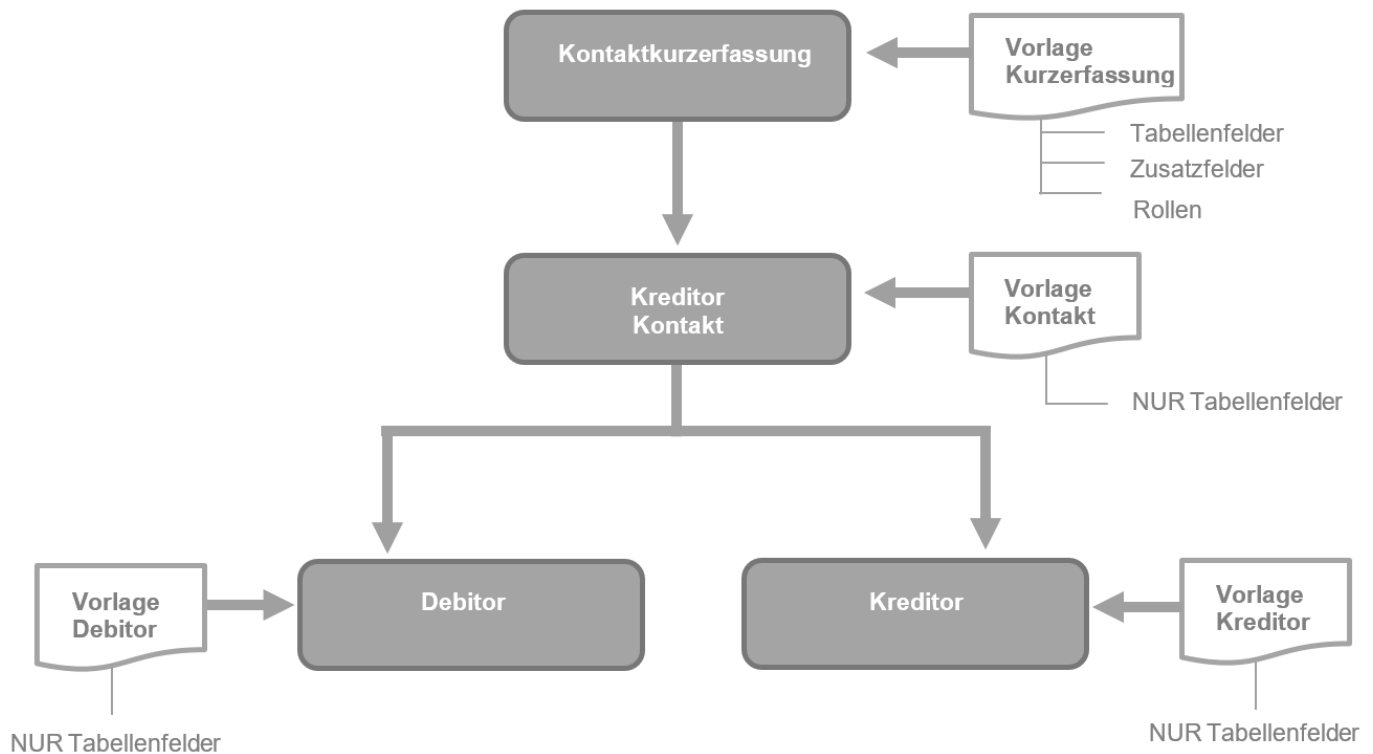 Kontaktkurzerfassung
Vorlage
Kurzerfassung
Tabellenfelder
Zusatzfelder
Rollen
Kreditor
Kontakt
Vorlage
Kontakt
NUR Tabellenfelder
Vorlage
Debitor
NUR Tabellenfelder
Debitor
Kreditor
Vorlage
Kreditor
NUR Tabellenfelder